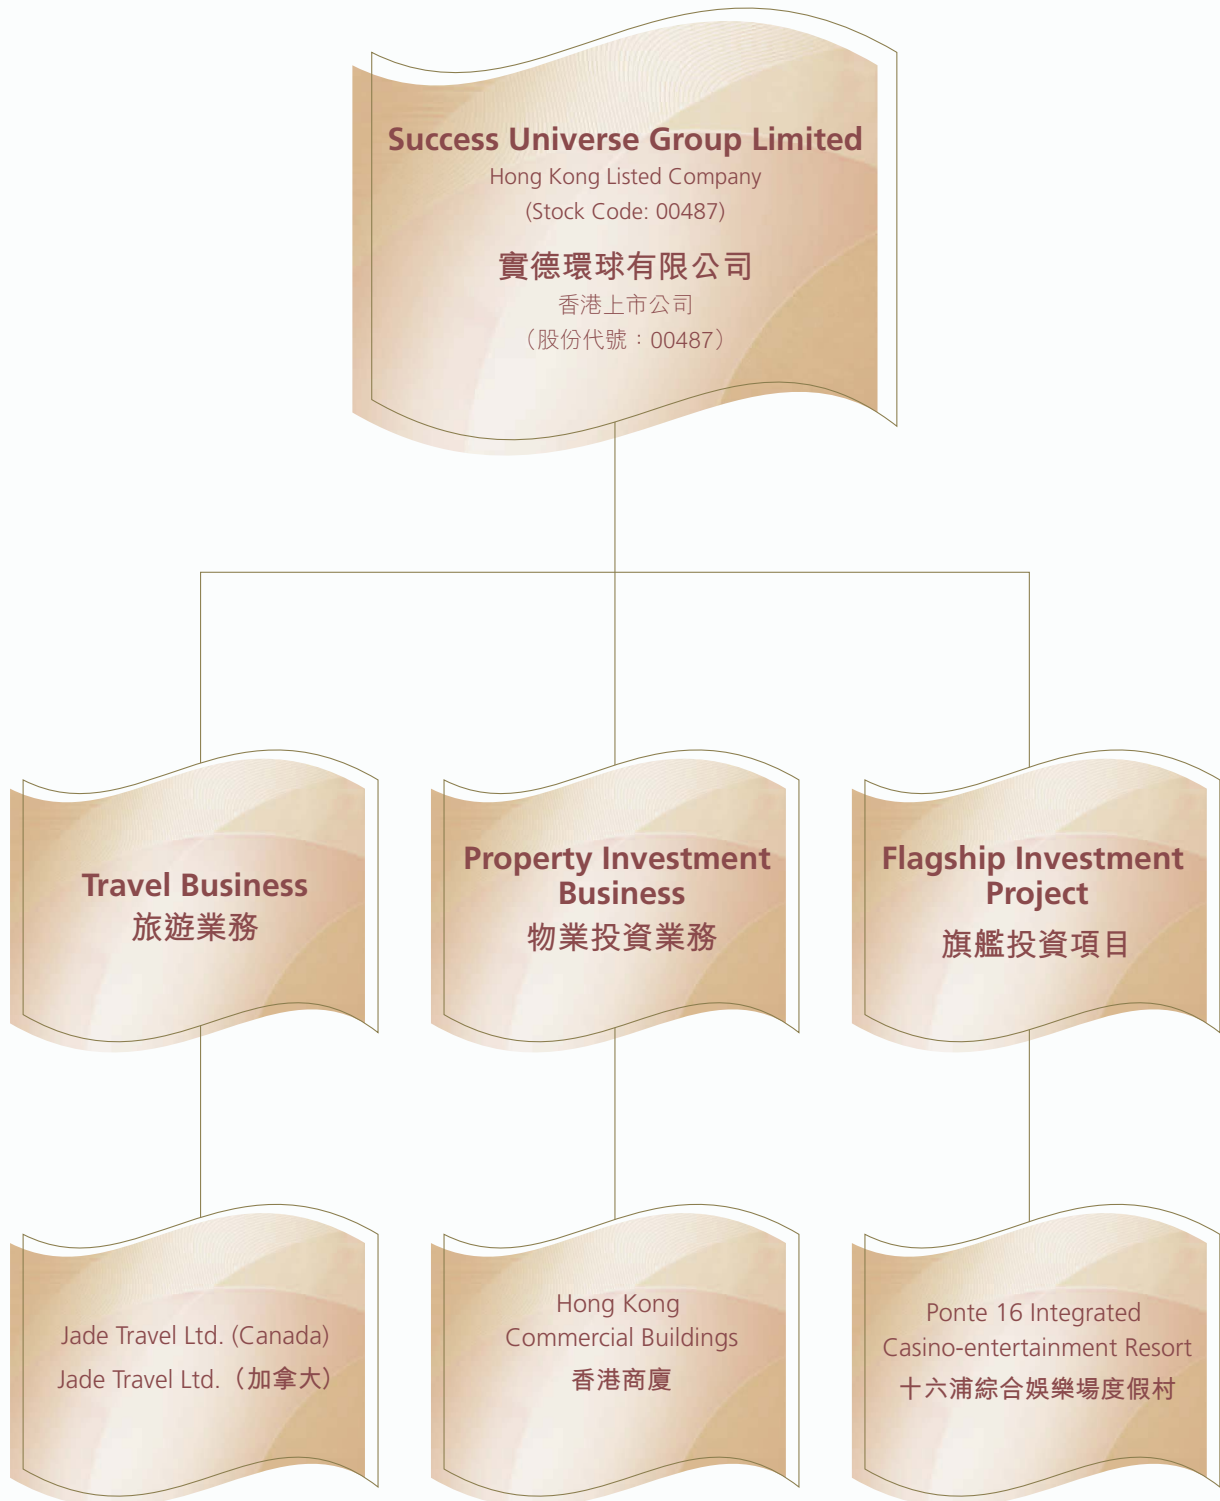 Success Universe Group Limited
Hong Kong Listed Company
(Stock Code: 00487)
實德環球有限公司
香港上市公司
（股份代號：00487）
Travel Business
旅遊業務
Property Investment
Business
物業投資業務
Flagship Investment
Project
旗艦投資項目
Jade Travel Ltd. (Canada)
Jade Travel Ltd.（加拿大）
Hong Kong
Commercial Buildings
香港商廈
Ponte 16 Integrated
Casino-entertainment Resort
十六浦綜合娛樂場度假村